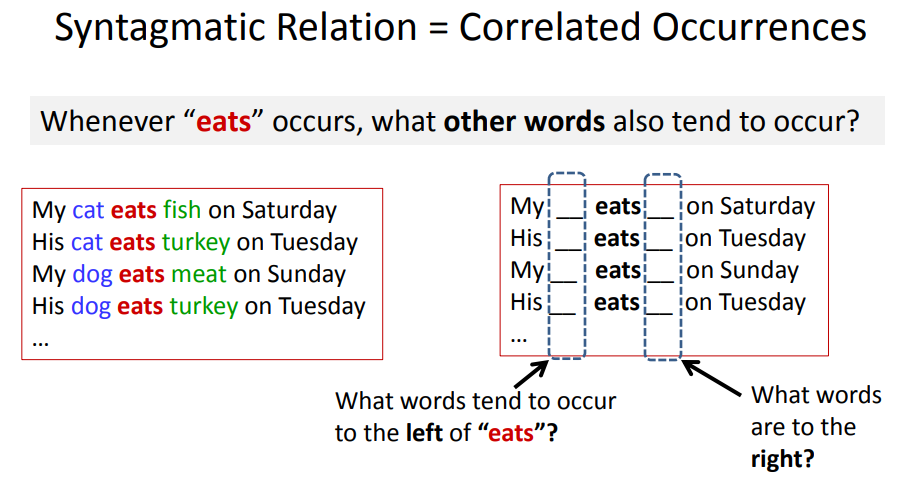 Syntagmatic Relation = Correlated Occurrences
Whenever “eats” occurs, what other words also tend to occur?
My cat eats fish on Saturday
His cat eats turkey on Tuesday
My dog eats meat on Sunday
His dog eats turkey on Tuesday
...
My __ eats __ on Saturday
His __ eats __ on Tuesday
My __ eats __ on Sunday
His __ eats __ on Tuesday
...
What words tend to occur
to the left of “eats”?
What words
are to the
right?